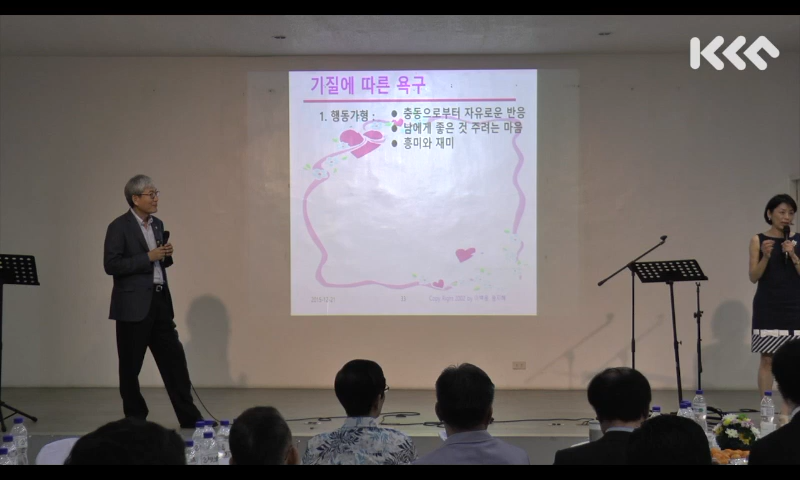 KCC
기질에 따른 욕구
1. 행동가형 : ● 충동으로부터 자유로운 반응
● 남에게 좋은 것 주려는 마음
● 흥미와 재미